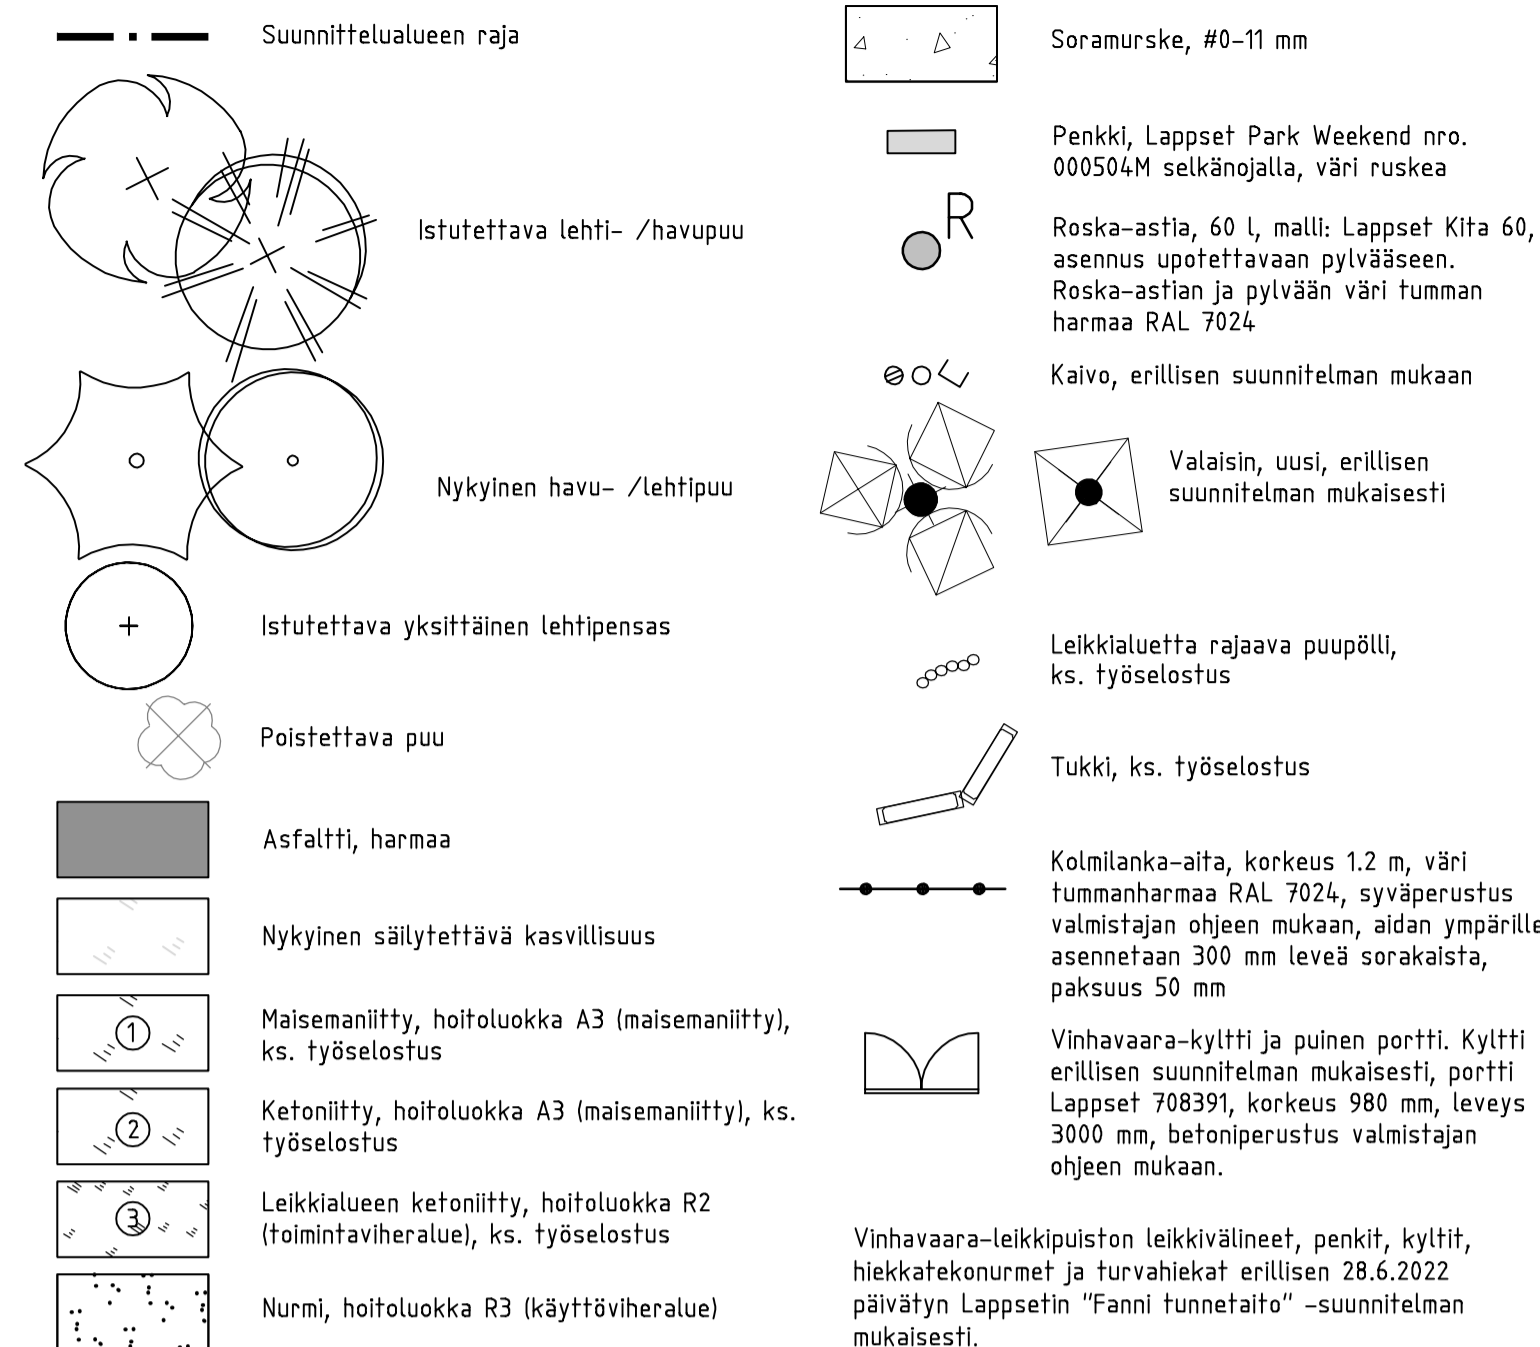 Suunnittelualueen raja
Istutettava lehti- /havupuu
Nykyinen havu- /lehtipuu
Istutettava yksittäinen lehtipensas
Poistettava puu
Asfaltti, harmaa
Nykyinen säilytettävä kasvillisuus
1
Maisemaniitty, hoitoluokka A3 (maisemaniitty),
ks. työselostus
2
Ketoniitty, hoitoluokka A3 (maisemaniitty), ks.
työselostus
3
Leikkialueen ketoniitty, hoitoluokka R2
(toimintaviheralue), ks. työselostus
Nurmi, hoitoluokka R3 (käyttöviheralue)
Soramurske, #0-11 mm
Penkki, Lappset Park Weekend nro.
000504M selkänojalla, väri ruskea
R
Roska-astia, 60 l, malli: Lappset Kita 60,
asennus upotettavaan pylvääseen.
Roska-astian ja pylvään väri tumman
harmaa RAL 7024
Kaivo, erillisen suunnitelman mukaan
Valaisin, uusi, erillisen
suunnitelman mukaisesti
Leikkialuetta rajaava puupölli,
ks. työselostus
Tukki, ks. työselostus
Kolmilanka-aita, korkeus 1.2 m, väri
tummanharmaa RAL 7024, syväperustus
valmistajan ohjeen mukaan, aidan ympärille
asennetaan 300 mm leveä sorakaista,
paksuus 50 mm
Vinhavaara-kyltti ja puinen portti. Kyltti
erillisen suunnitelman mukaisesti, portti
Lappset 708391, korkeus 980 mm, leveys
3000 mm, betoniperustus valmistajan
ohjeen mukaan.
Vinhavaara-leikkipuiston leikkivälineet, penkit, kyltit,
hiekkatekonurmet ja turvahiekat erillisen 28.6.2022
päivätyn Lappsetin "Fanni tunnetaito" -suunnitelman
mukaisesti.